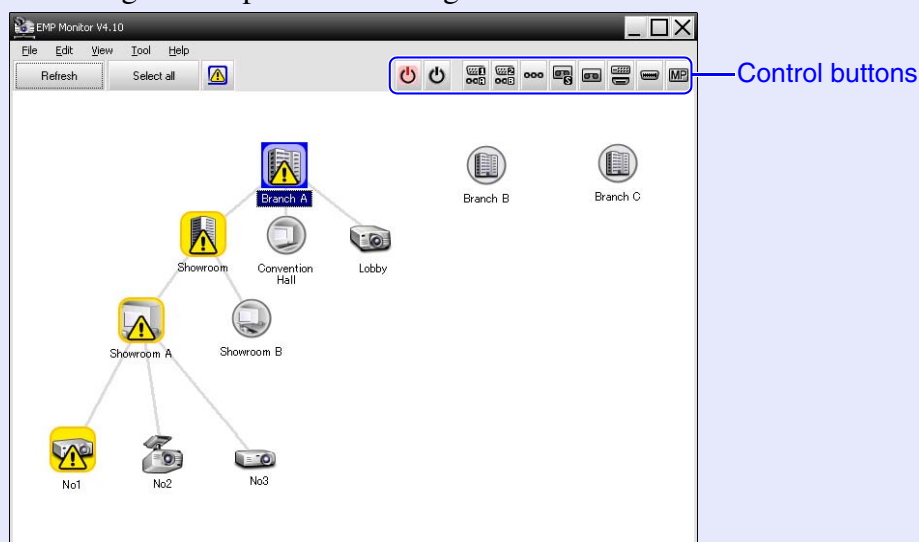 EMP Monitor V4.10
File Edit View Tool Help
Refresh Select all
MP
Control buttons
Branch A
Branch B
Branch C
Showroom
Convention
Hall
Lobby
Showroom A
Showroom B
No1
No2
No3